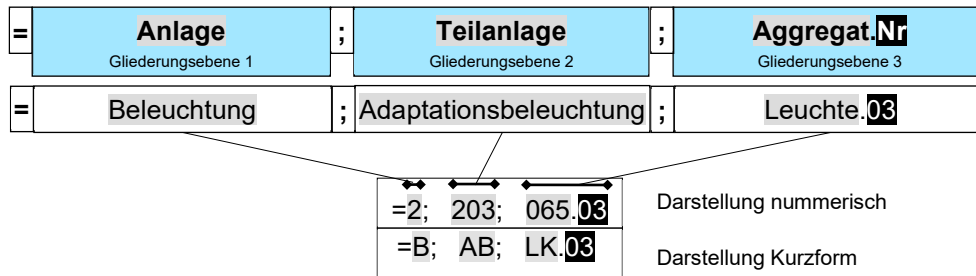 = Anlage ; Teilanlage ; Aggregat.Nr
Gliederungsebene 1 Gliederungsebene 2 Gliederungsebene 3
= Beleuchtung ; Adaptationsbeleuchtung ; Leuchte.03
=2; 203; 065.03 Darstellung nummerisch
=B; AB; LK.03 Darstellung Kurzform